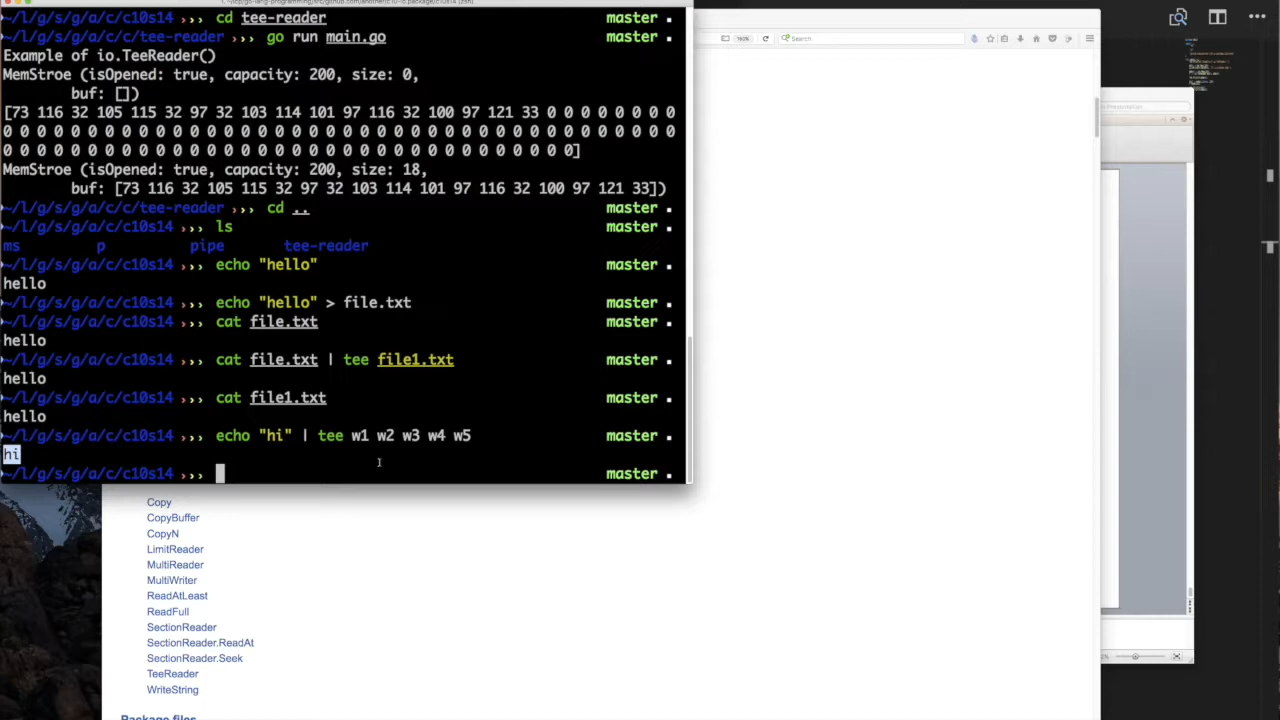 ~/l/g/s/g/a/c/c10s14 ››› cd tee-reader master
~/l/g/s/g/a/c/c/tee-reader ››› go run main.go master
Example of io.TeeReader()
MemStroe (isOpened: true, capacity: 200, size: 0,
buf: [])
[73 116 32 105 115 32 97 32 103 114 101 97 116 32 100 97 121 33 0 0 0 0 0 0 0 0
0 0 0 0 0 0 0 0 0 0 0 0 0 0 0 0 0 0 0 0 0 0 0 0 0 0 0 0 0 0 0 0 0 0 0 0
0 0 0 0 0 0 0 0 0 0 0 0 0 0 0 0 0 0 0 0 0 0 0 0 0 0 0 0 0 0 0 0 0]
MemStroe (isOpened: true, capacity: 200, size: 18,
buf: [73 116 32 105 115 32 97 32 103 114 101 97 116 32 100 97 121 33])
~/l/g/s/g/a/c/c/tee-reader ››› cd .. master
~/l/g/s/g/a/c/c10s14 ››› ls master
ms p pipe tee-reader
~/l/g/s/g/a/c/c10s14 ››› echo "hello" master
hello
~/l/g/s/g/a/c/c10s14 ››› echo "hello" > file.txt master
~/l/g/s/g/a/c/c10s14 ››› cat file.txt master
hello
~/l/g/s/g/a/c/c10s14 ››› cat file.txt | tee file1.txt master
hello
~/l/g/s/g/a/c/c10s14 ››› cat file1.txt master
hello
~/l/g/s/g/a/c/c10s14 ››› echo "hi" | tee w1 w2 w3 w4 w5 master
hi
~/l/g/s/g/a/c/c10s14 ››› master
Search
Copy
CopyBuffer
CopyN
LimitReader
MultiReader
MultiWriter
ReadAtLeast
ReadFull
SectionReader
SectionReader.ReadAt
SectionReader.Seek
TeeReader
WriteString
Package files